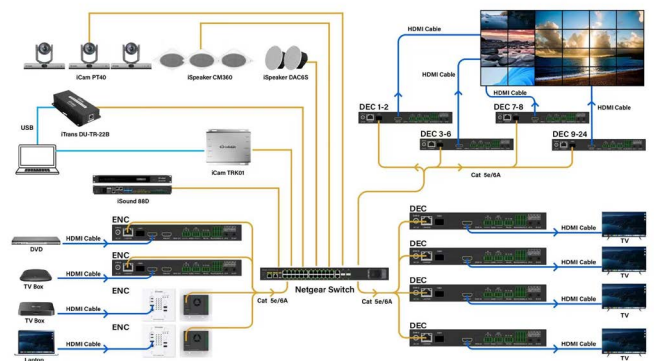 HDMI Cable
iCam PT40
iSpeaker CM360
iSpeaker DAC6S
HDMI Cable
HDMI Cable
HDMI Cable
DEC 1-2
DEC 7-8
USB
iTrans DU-TR-22B
DEC 3-6
DEC 9-24
Cat 5e/6A
iCam TRK01
iSound 88D
ENC
DEC
HDMI Cable
DVD
HDMI Cable
TV
ENC
DEC
HDMI Cable
TV Box
HDMI Cable
TV
Netgear Switch
Cat 5e/6A
Cat 5e/6A
ENC
DEC
HDMI Cable
TV Box
HDMI Cable
TV
ENC
DEC
HDMI Cable
Laptop
HDMI Cable
TV